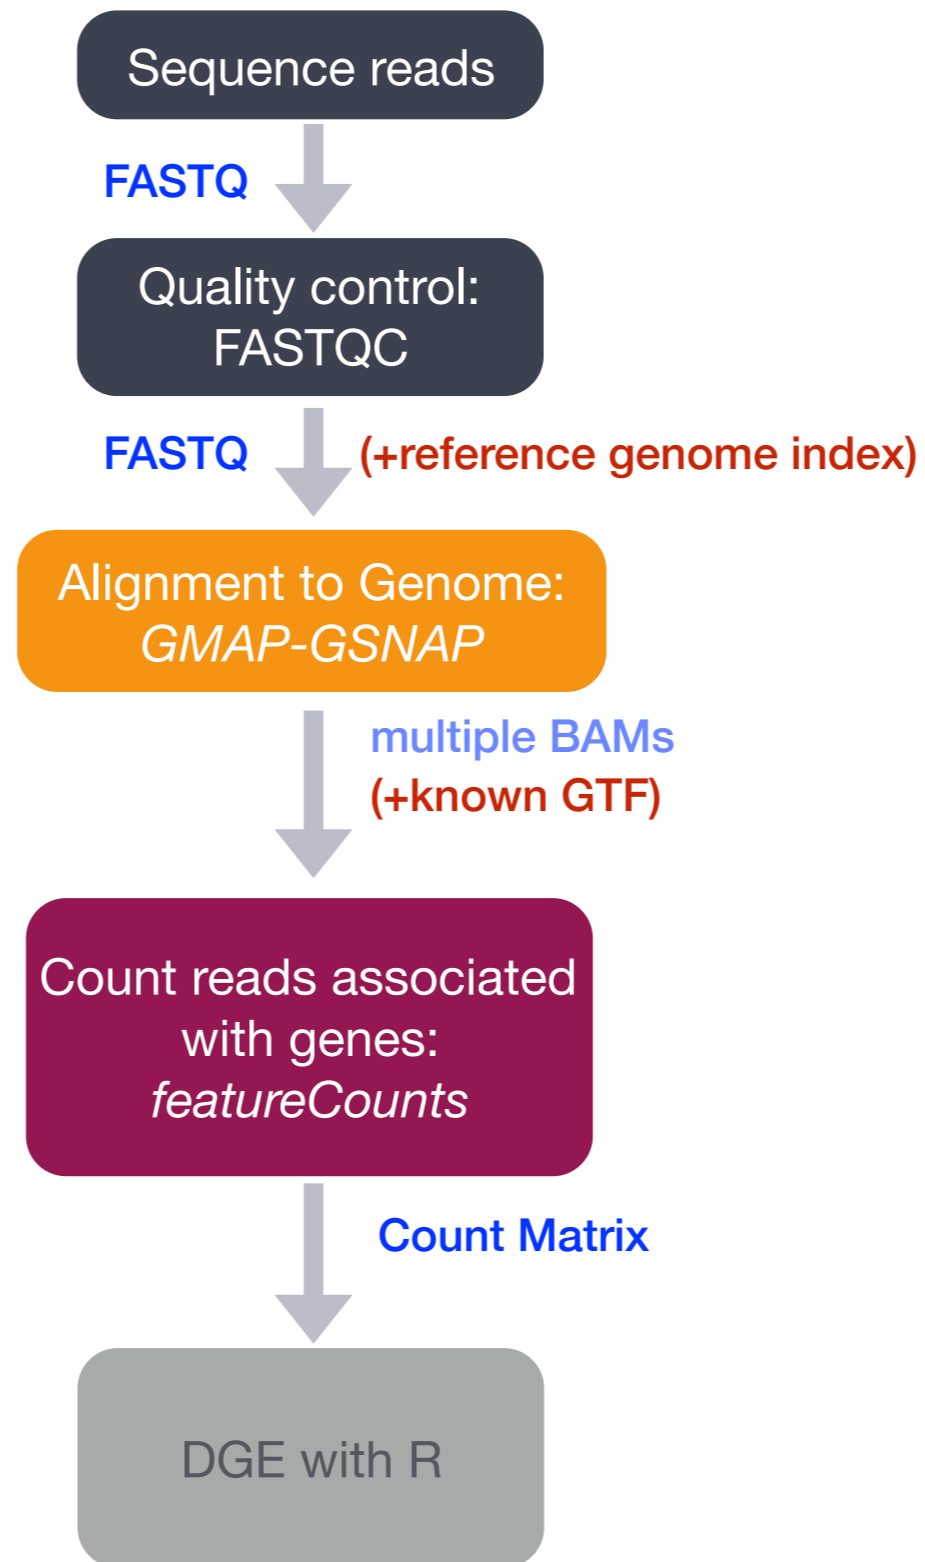 Sequence reads
FASTQ
Quality control:
FASTQC
FASTQ (+reference genome index)
Alignment to Genome:
GMAP-GSNAP
multiple BAMs
(+known GTF)
Count reads associated
with genes:
featureCounts
Count Matrix
DGE with R